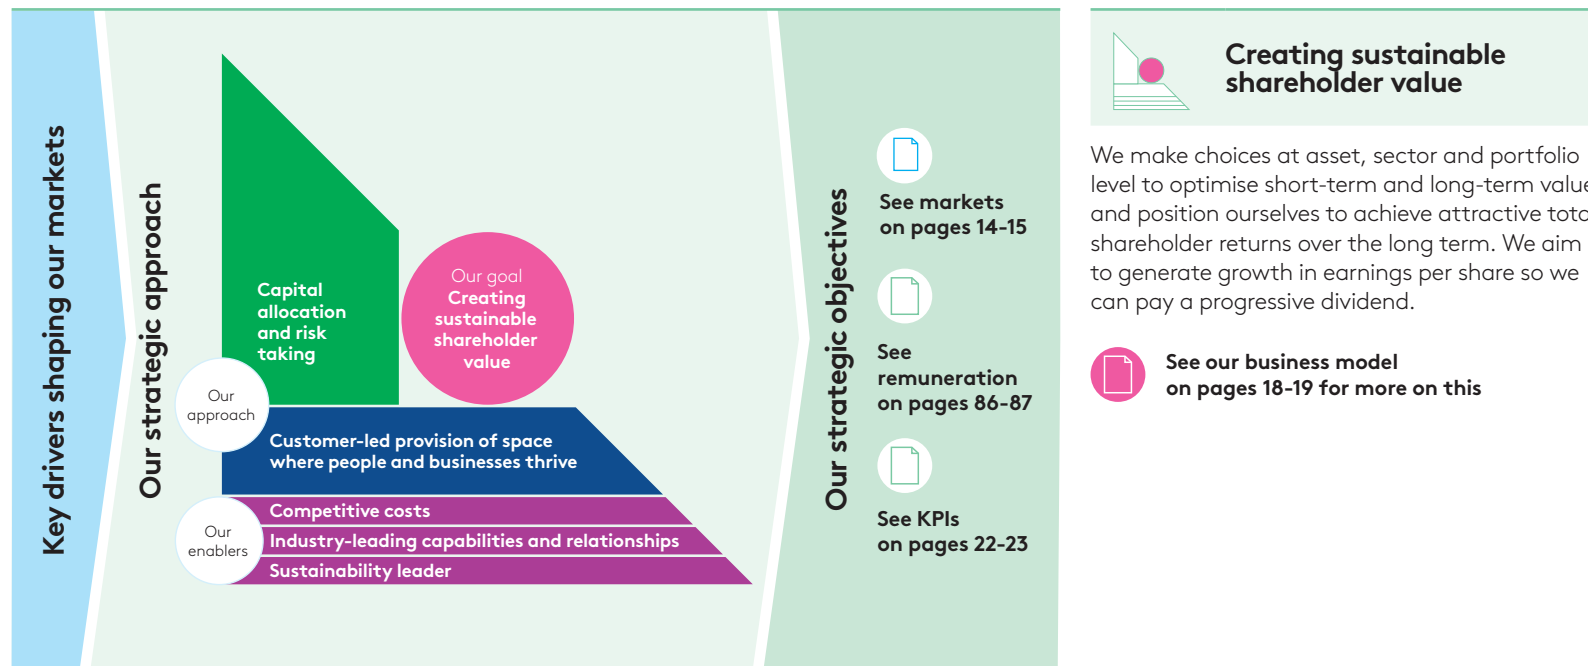 Key drivers shaping our markets
Our strategic approach
Capital
allocation
and risk
taking
Our goal
Creating
sustainable
shareholder
value
Our
approach
Customer-led provision of space
where people and businesses thrive
Our
enablers
Competitive costs
Industry-leading capabilities and relationships
Sustainability leader
Our strategic objectives
See markets
on pages 14-15
See
remuneration
on pages 86-87
See KPIs
on pages 22-23
Creating sustainable
shareholder value
We make choices at asset, sector and portfolio
level to optimise short-term and long-term value
and position ourselves to achieve attractive tota
shareholder returns over the long term. We aim
to generate growth in earnings per share so we
can pay a progressive dividend.
See our business model
on pages 18-19 for more on this